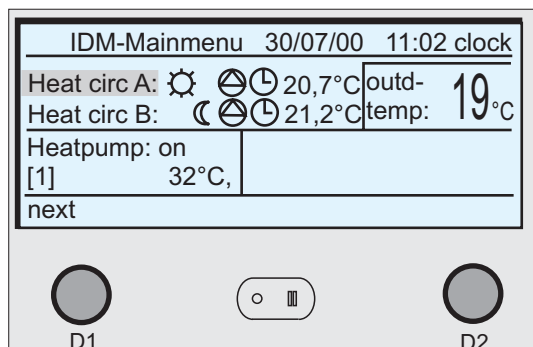 IDM-Mainmenu 30/07/00 11:02 clock
Heat circ A: 20,7°C outd-
Heat circ B: 21,2°C temp: 19°C
Heatpump: on
[1] 32°C,
next
D1 D2